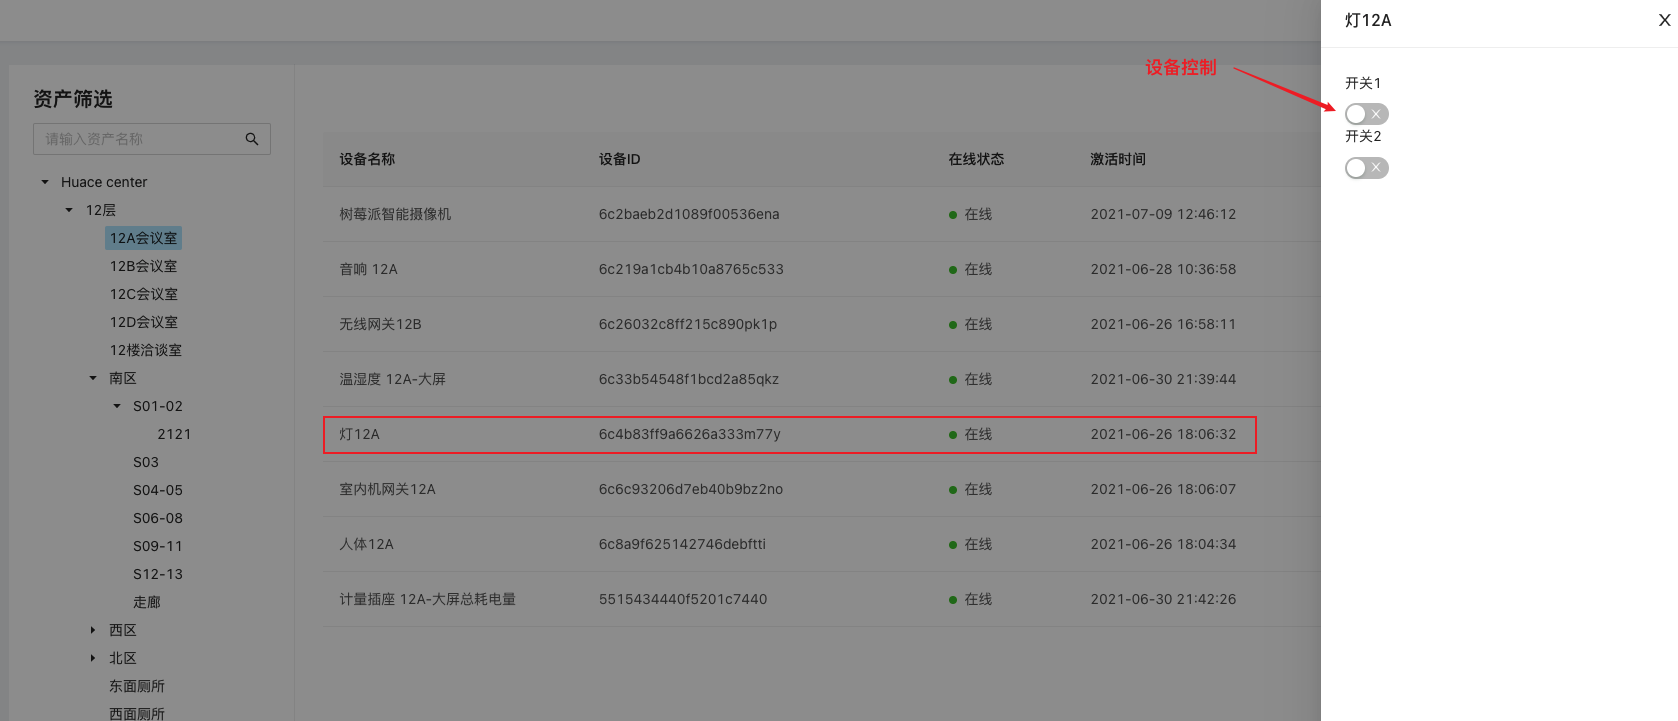 灯12A
X
设备控制
开关1
开关2
资产筛选
请输入资产名称
Huace center
12层
12A会议室
12B会议室
12C会议室
12D会议室
12楼洽谈室
南区
S01-02
2121
S03
S04-05
S06-08
S09-11
S12-13
走廊
西区
北区
东面厕所
西面厕所
设备名称 设备ID 在线状态 激活时间
树莓派智能摄像机 6c2baeb2d1089f00536ena 在线 2021-07-09 12:46:12
音响 12A 6c219a1cb4b10a8765c533 在线 2021-06-28 10:36:58
无线网关12B 6c26032c8ff215c890pk1p 在线 2021-06-26 16:58:11
温湿度 12A-大屏 6c33b54548f1bcd2a85qkz 在线 2021-06-30 21:39:44
灯12A 6c4b83ff9a6626a333m77y 在线 2021-06-26 18:06:32
室内机网关12A 6c6c93206d7eb40b9bz2no 在线 2021-06-26 18:06:07
人体12A 6c8a9f625142746debftti 在线 2021-06-26 18:04:34
计量插座 12A-大屏总耗电量 5515434440f5201c7440 在线 2021-06-30 21:42:26